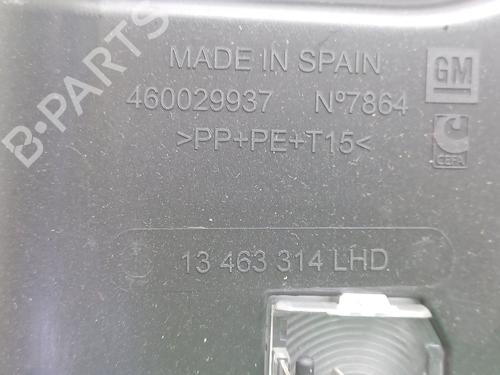 B-PARTS
MADE IN SPAIN
GM
460029937 Nº7864
>PP+PE+T15<
CEFA
13 463 314 LHD